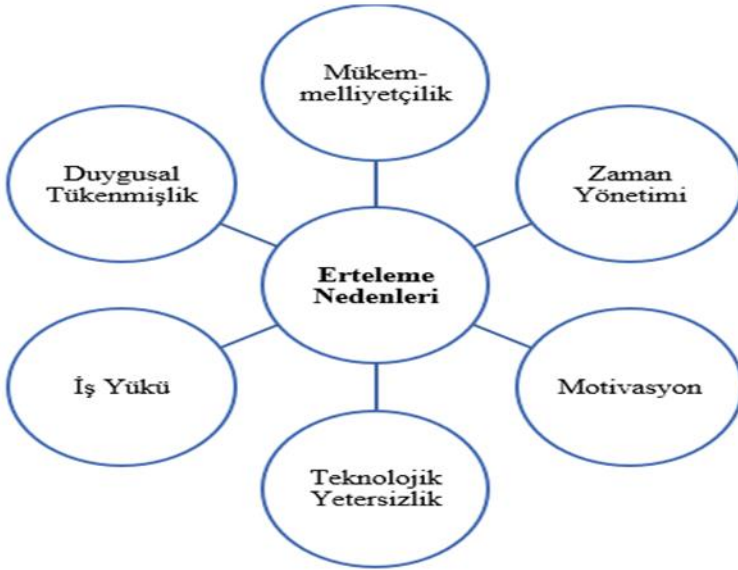 Mükem-
melliyetçilik
Duygusal
Tükenmişlik
Zaman
Yönetimi
Erteleme
Nedenleri
İş Yükü
Motivasyon
Teknolojik
Yetersizlik